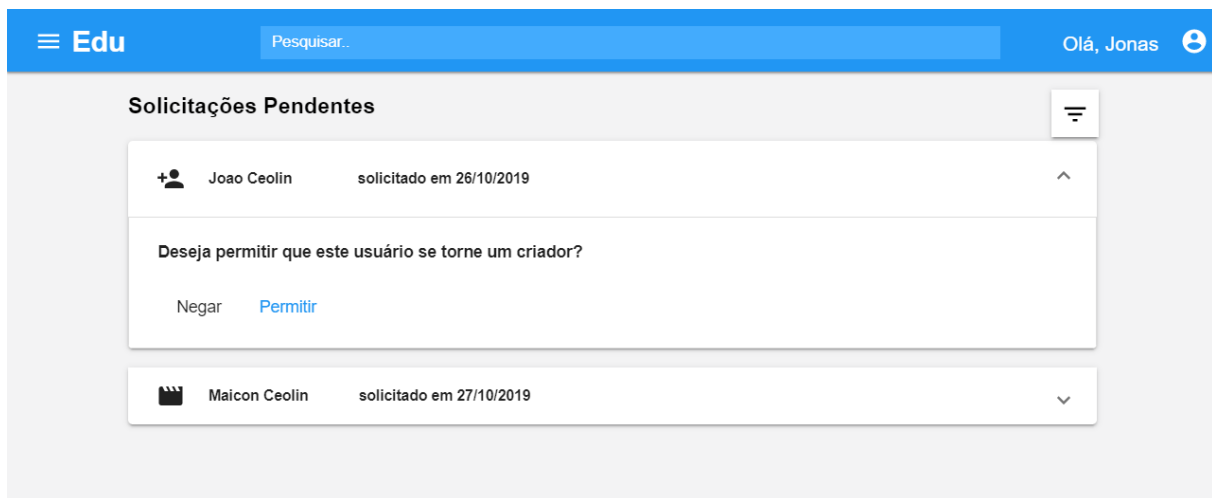 Edu
Pesquisar..
Olá, Jonas
Solicitações Pendentes
Joao Ceolin solicitado em 26/10/2019
Deseja permitir que este usuário se torne um criador?
Negar Permitir
Maicon Ceolin solicitado em 27/10/2019